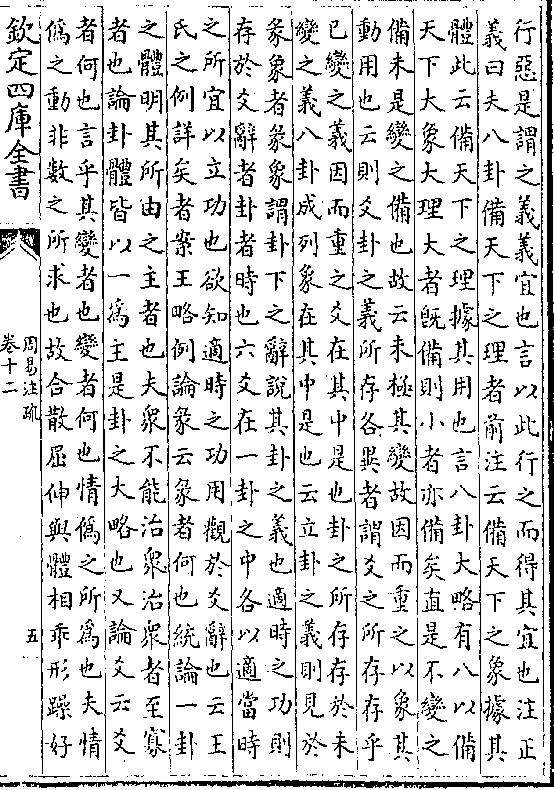 行惡是謂之義義宜也言以此行之而得其宜也注正
義曰夫八卦備天下之理者前注云備天下之象據其
體此云備天下之理據其用也言八卦大略有八以備
天下大象大理大者旣備則小者亦備矣直是不變之
備未是變之備也故云未極其變故因而重之以象其
動用也云則爻卦之義所存各異者謂爻之所存存乎
已變之義因而重之爻在其中是也卦之所存存於未
變之義八卦成列象在其中是也云立卦之義則見於
彖象者彖象謂卦下之辭說其卦之義也適時之功則
存於爻辭者卦者時也六爻在一卦之中各以適當時
之所宜以立功也欲知適時之功用觀於爻辭也云王
氏之例詳矣者案王略例論彖云彖者何也統論一卦
之體明其所由之主者也夫衆不能治衆治衆者至寡
者也論卦體皆以一爲主是卦之大略也又論爻云爻
者何也言乎其變者也變者何也情僞之所爲也夫情
僞之動非數之所求也故合散屈伸與體相乖形躁好
欽定四庫全書
周易注疏
卷十二
五